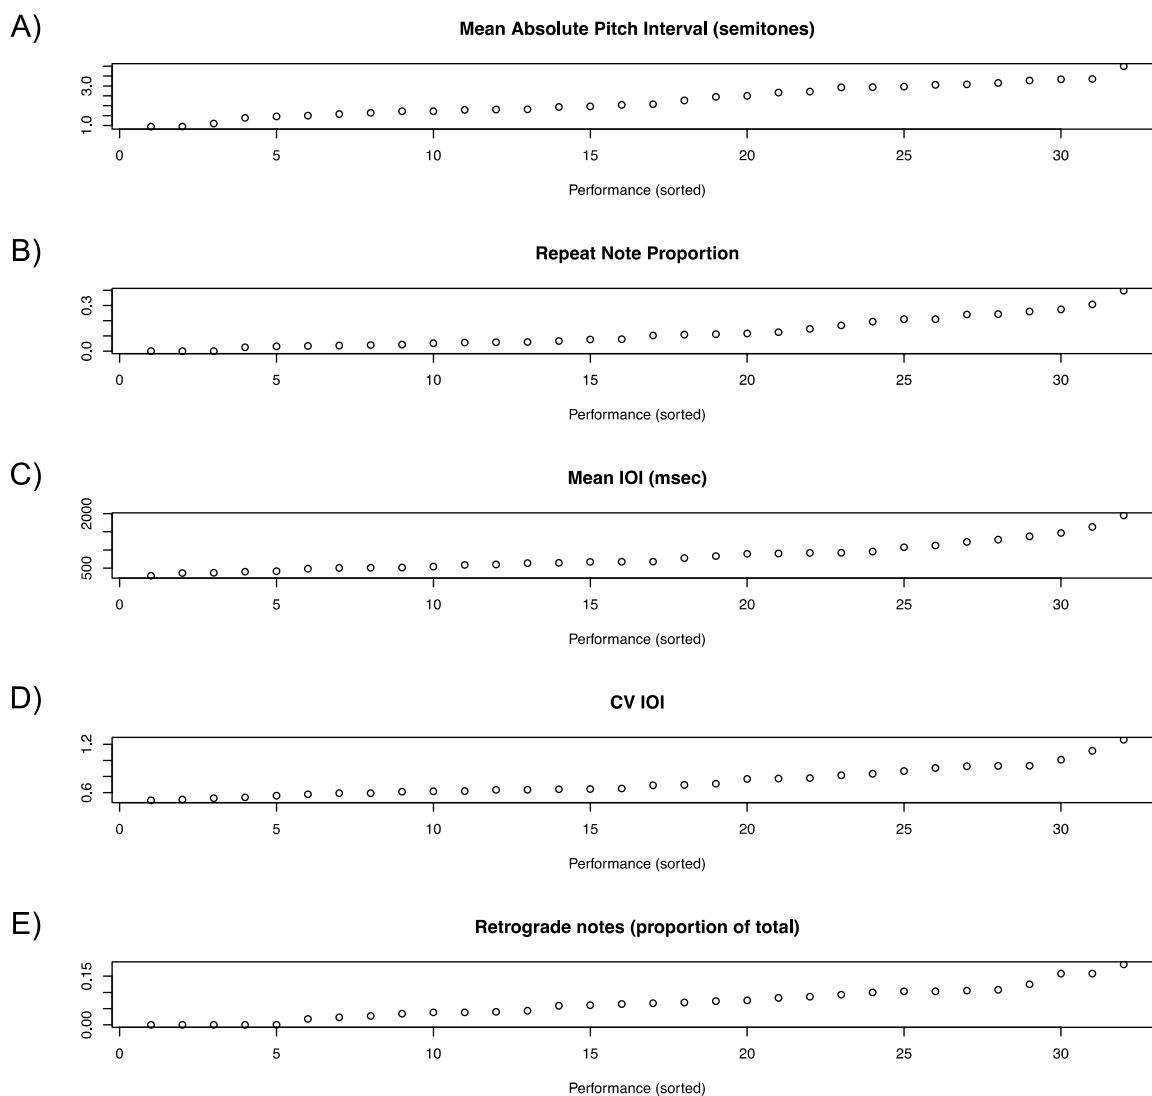 A)
Mean Absolute Pitch Interval (semitones)
3.0
1.0
0 5 10 15 20 25 30
Performance (sorted)
B)
Repeat Note Proportion
0.3
0.0
0 5 10 15 20 25 30
Performance (sorted)
C)
Mean IOI (msec)
2000
500
0 5 10 15 20 25 30
Performance (sorted)
D)
CV IOI
1.2
0.6
0 5 10 15 20 25 30
Performance (sorted)
E)
Retrograde notes (proportion of total)
0.15
0.00
0 5 10 15 20 25 30
Performance (sorted)